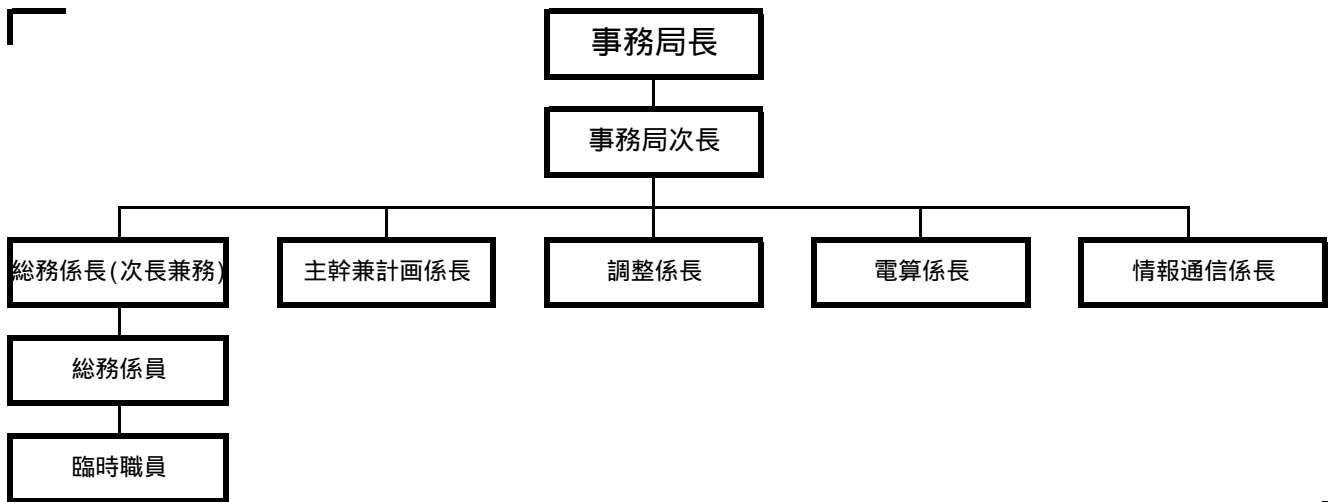 事務局長
事務局次長
総務係長(次長兼務)
主幹兼計画係長
調整係長
電算係長
情報通信係長
総務係員
臨時職員